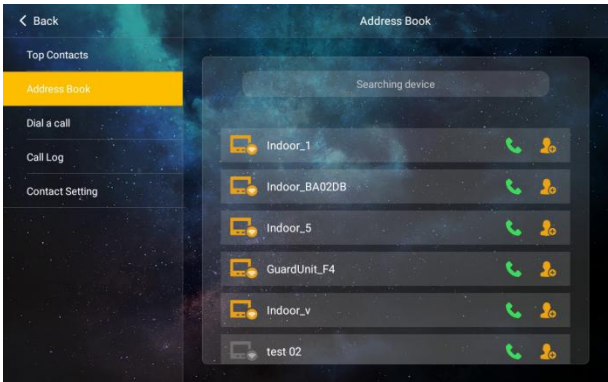 Back
Address Book
Top Contacts
Address Book
Dial a call
Call Log
Contact Setting
Searching device
Indoor_1
Indoor_BA02DB
Indoor_5
GuardUnit_F4
Indoor_v
test 02